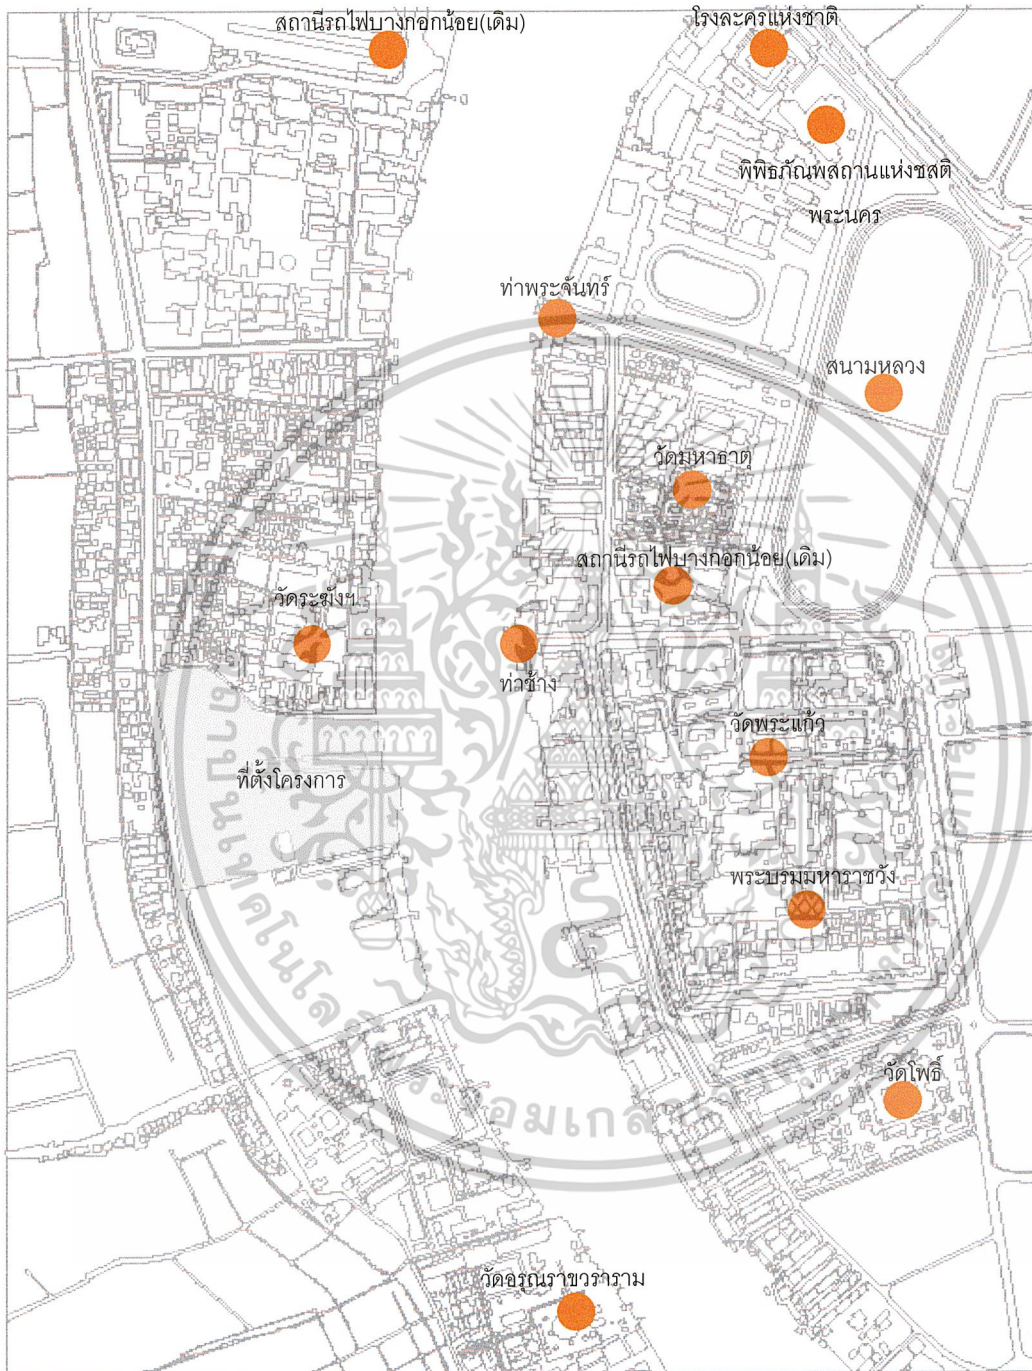 สถานีรถไฟบางกอกน้อย(เดิม)
โรงละครแห่งชาติ
พิพิธภัณพสถานแห่งชสติ
พระนคร
ท่าพระจันทร์
สนามหลวง
วัดมหาธาตุ
สถานีรถไฟบางกอกน้อย(เดิม)
วัดระฆังฯ
ท่าช้าง
วัดพระแก้ว
ที่ตั้งโครงการ
พระบรมมหาราชวัง
วัดโพธิ์
วัดอรุณราชวราราม